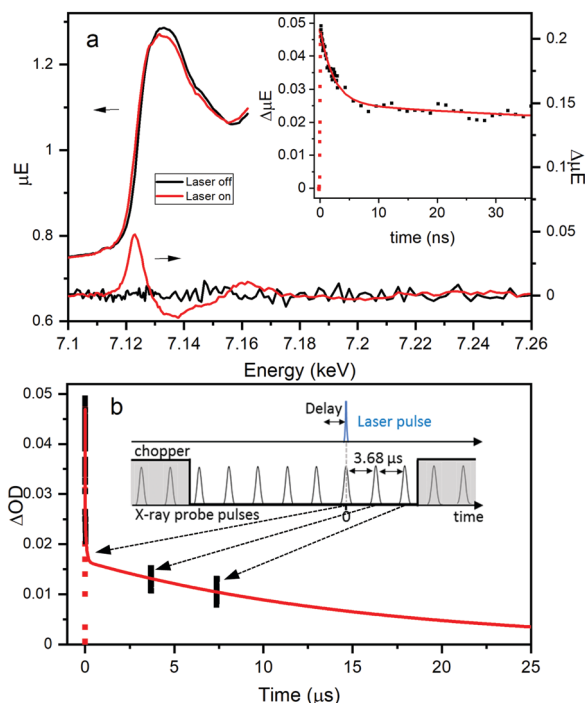 a
0.05
0.04
0.03
0.02
0.01
0
ΔμE
0 10 20 30
time (ns)
1.2
1
0.8
0.6
μE
0.2
0.15
0.1
0.05
0
ΔμE
Laser off
Laser on
7.1 7.12 7.14 7.16 7.18 7.2 7.22 7.24 7.26
Energy (keV)
b
0.05
0.04
0.03
0.02
0.01
0
ΔOD
Delay
Laser pulse
chopper
3.68 μs
X-ray probe pulses
0
time
0 5 10 15 20 25
Time (μs)